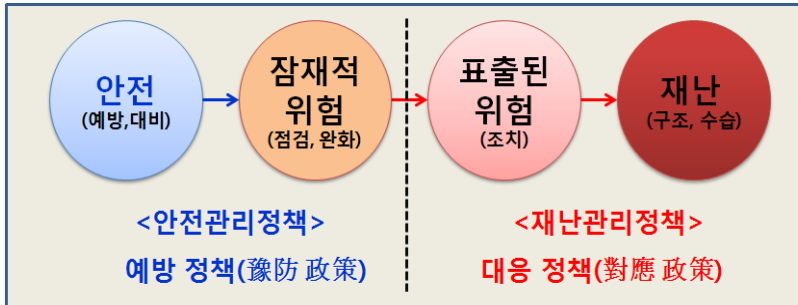 안전
(예방,대비)
잠재적
위험
(점검, 완화)
표출된
위험
(조치)
재난
(구조, 수습)
<안전관리정책>
예방 정책(豫防 政策)
<재난관리정책>
대응 정책(對應 政策)